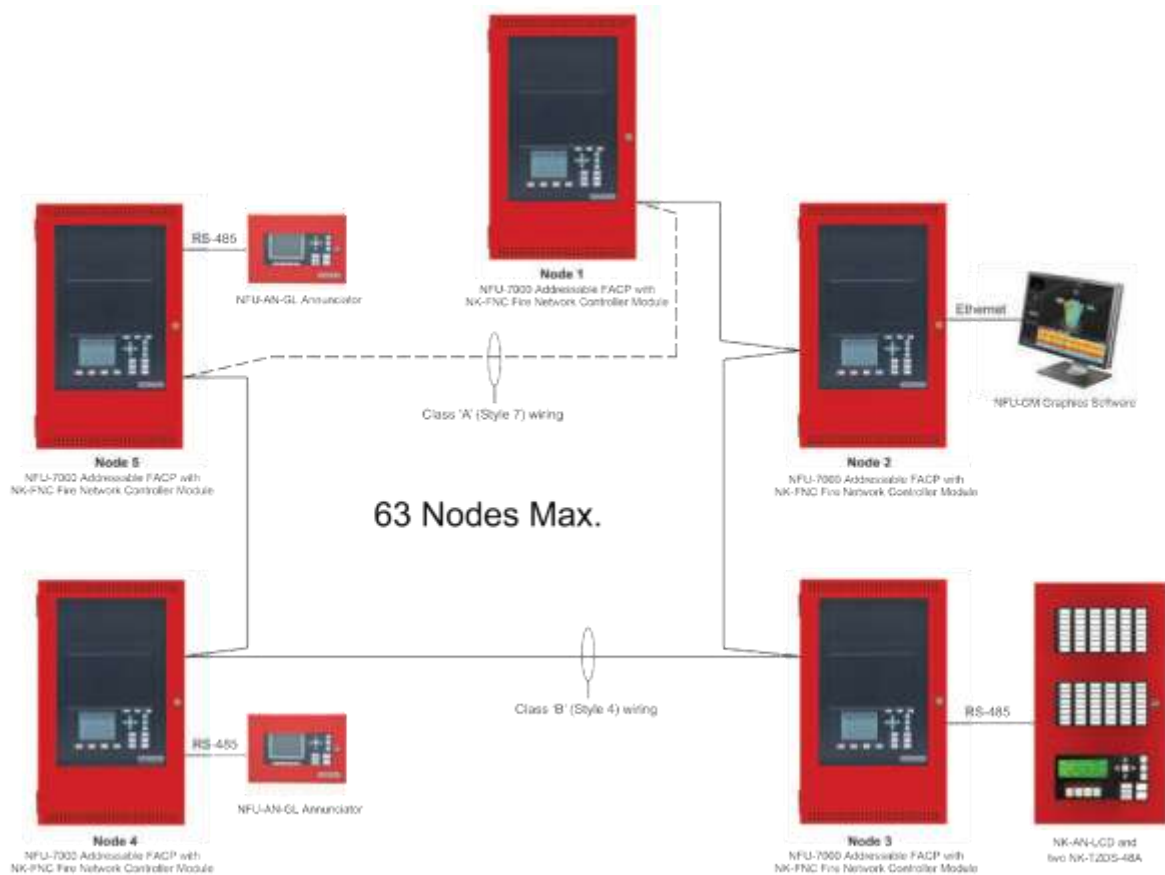 Node 1
NFU-7000 Addressable FACP with
NK-FNC Fire Network Controller Module
RS-485
NFU-AN-GL Annunciator
Ethernet
NFU-GM Graphics Software
Class 'A' (Style 7) wiring
Node 5
NFU-7000 Addressable FACP with
NK-FNC Fire Network Controller Module
Node 2
NFU-7000 Addressable FACP with
NK-FNC Fire Network Controller Module
63 Nodes Max.
Class 'B' (Style 4) wiring
RS-485
NFU-AN-GL Annunciator
RS-485
Node 4
NFU-7000 Addressable FACP with
NK-FNC Fire Network Controller Module
Node 3
NFU-7000 Addressable FACP with
NK-FNC Fire Network Controller Module
NK-AN-LCD and
two NK-TZDS-48A